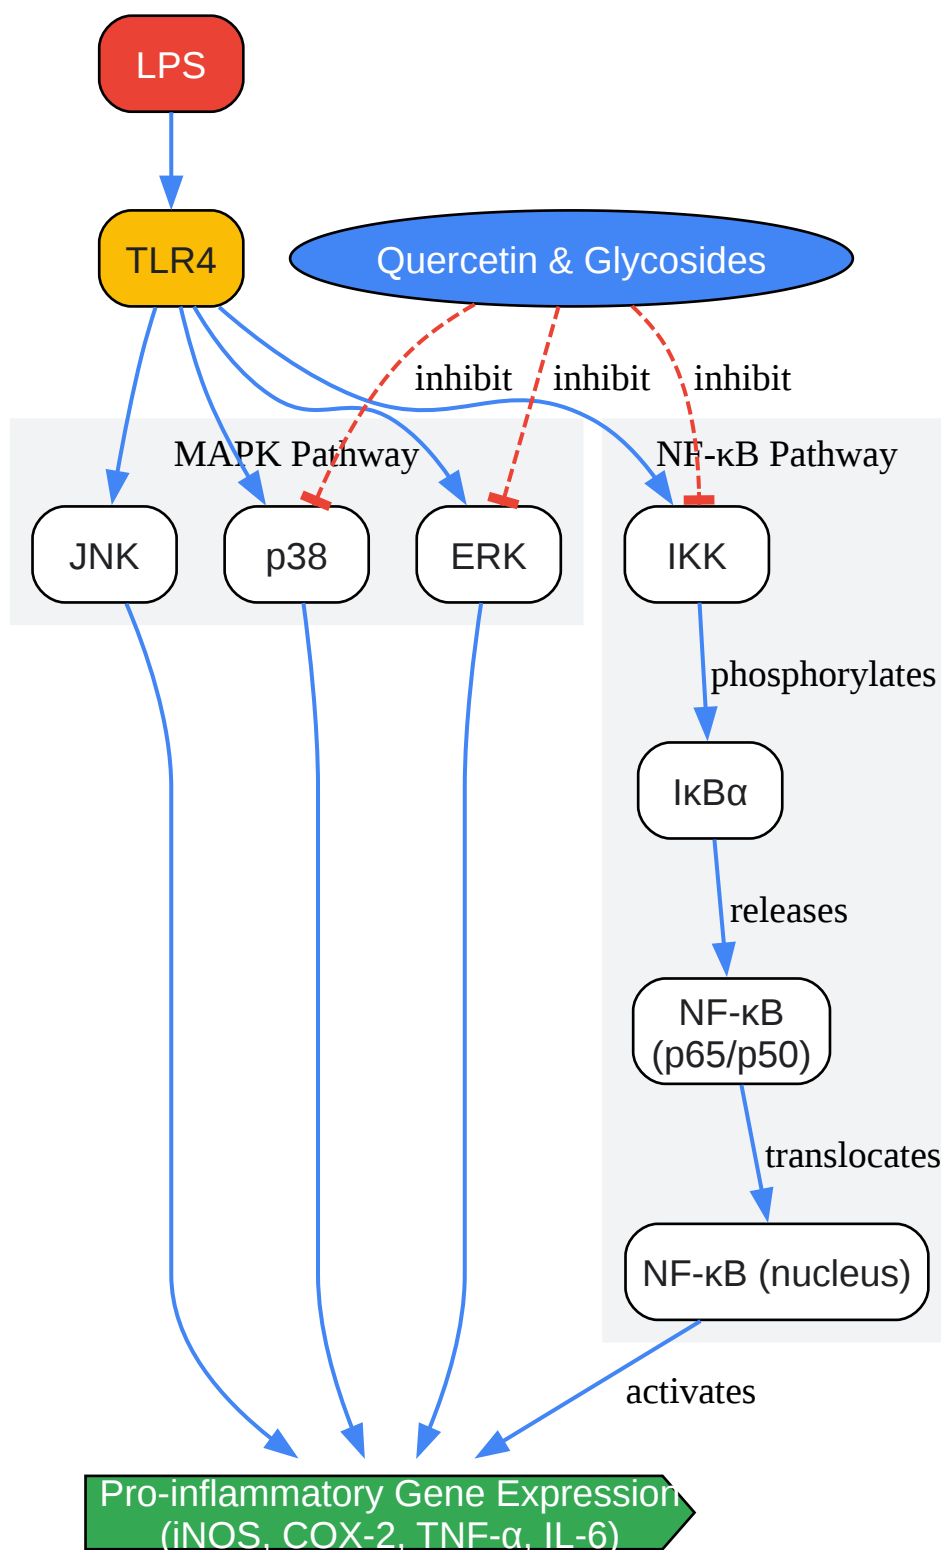 LPS
TLR4
Quercetin & Glycosides
inhibit
inhibit
inhibit
MAPK Pathway
NF-κB Pathway
JNK
p38
ERK
IKK
phosphorylates
IκBα
releases
NF-κB
(p65/p50)
translocates
NF-κB (nucleus)
activates
Pro-inflammatory Gene Expression
(iNOS, COX-2, TNF-α, IL-6)